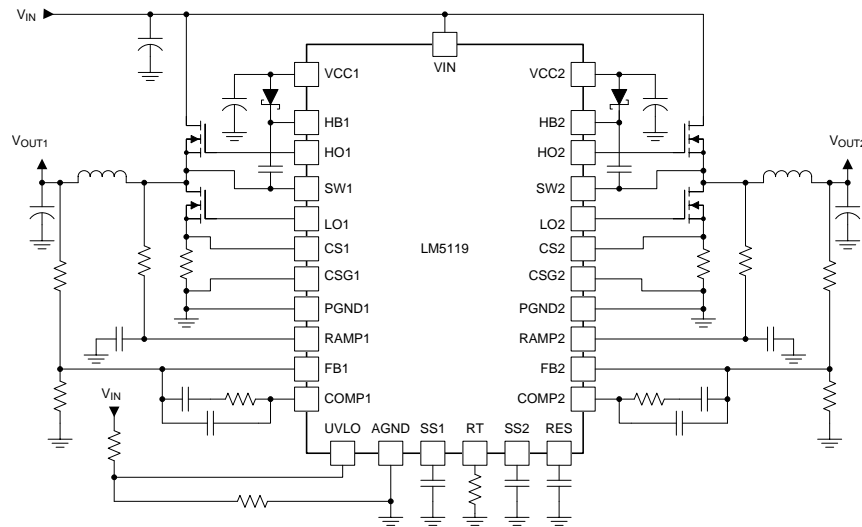 VIN
VIN
VCC1
VCC2
HB1
HB2
VOUT1
HO1
HO2
VOUT2
SW1
SW2
LO1
LO2
CS1
LM5119
CS2
CSG1
CSG2
PGND1
PGND2
RAMP1
RAMP2
FB1
FB2
VIN
COMP1
COMP2
UVLO
AGND
SS1
RT
SS2
RES